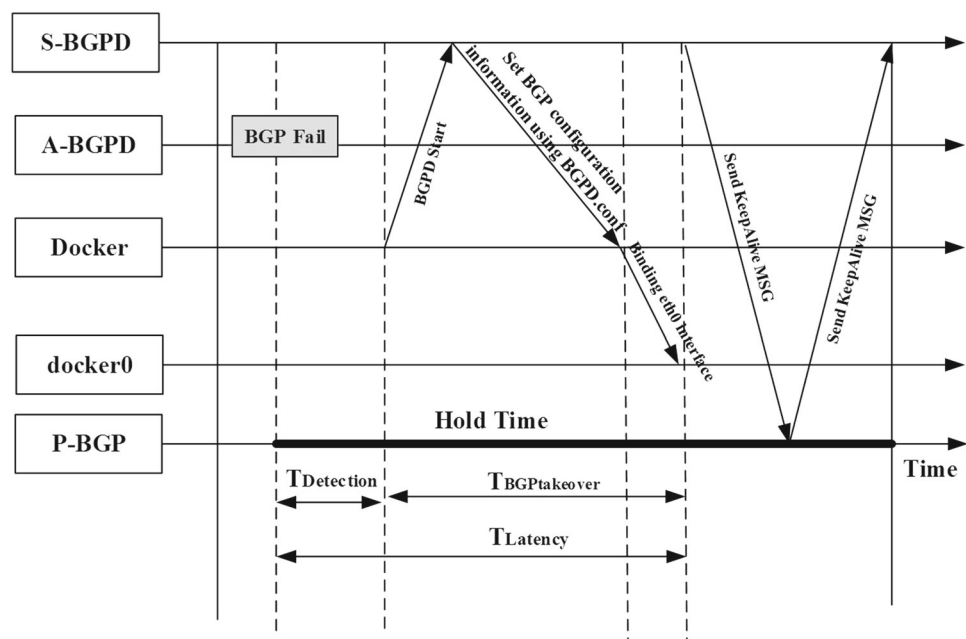 S-BGPD
A-BGPD
BGP Fail
Docker
docker0
P-BGP
BGPD Start
Set BGP configuration
information using BGPD.conf
Binding eth0 Interface
Send KeepAlive MSG
Send KeepAlive MSG
Hold Time
Time
TDetection
TBGPtakeover
TLatency